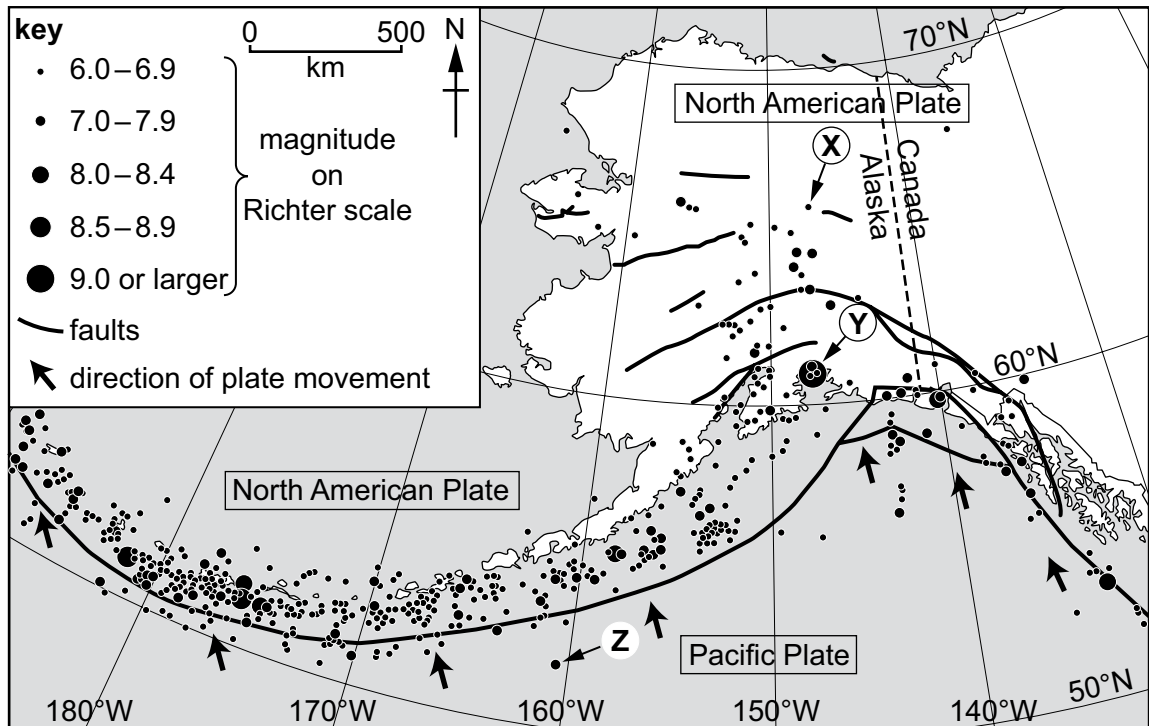 key
0 500
km
N
6.0–6.9
7.0–7.9
8.0–8.4
8.5–8.9
9.0 or larger
magnitude
on
Richter scale
faults
direction of plate movement
70°N
North American Plate
X
Canada
Alaska
Y
60°N
North American Plate
Z
Pacific Plate
50°N
180°W
170°W
160°W
150°W
140°W